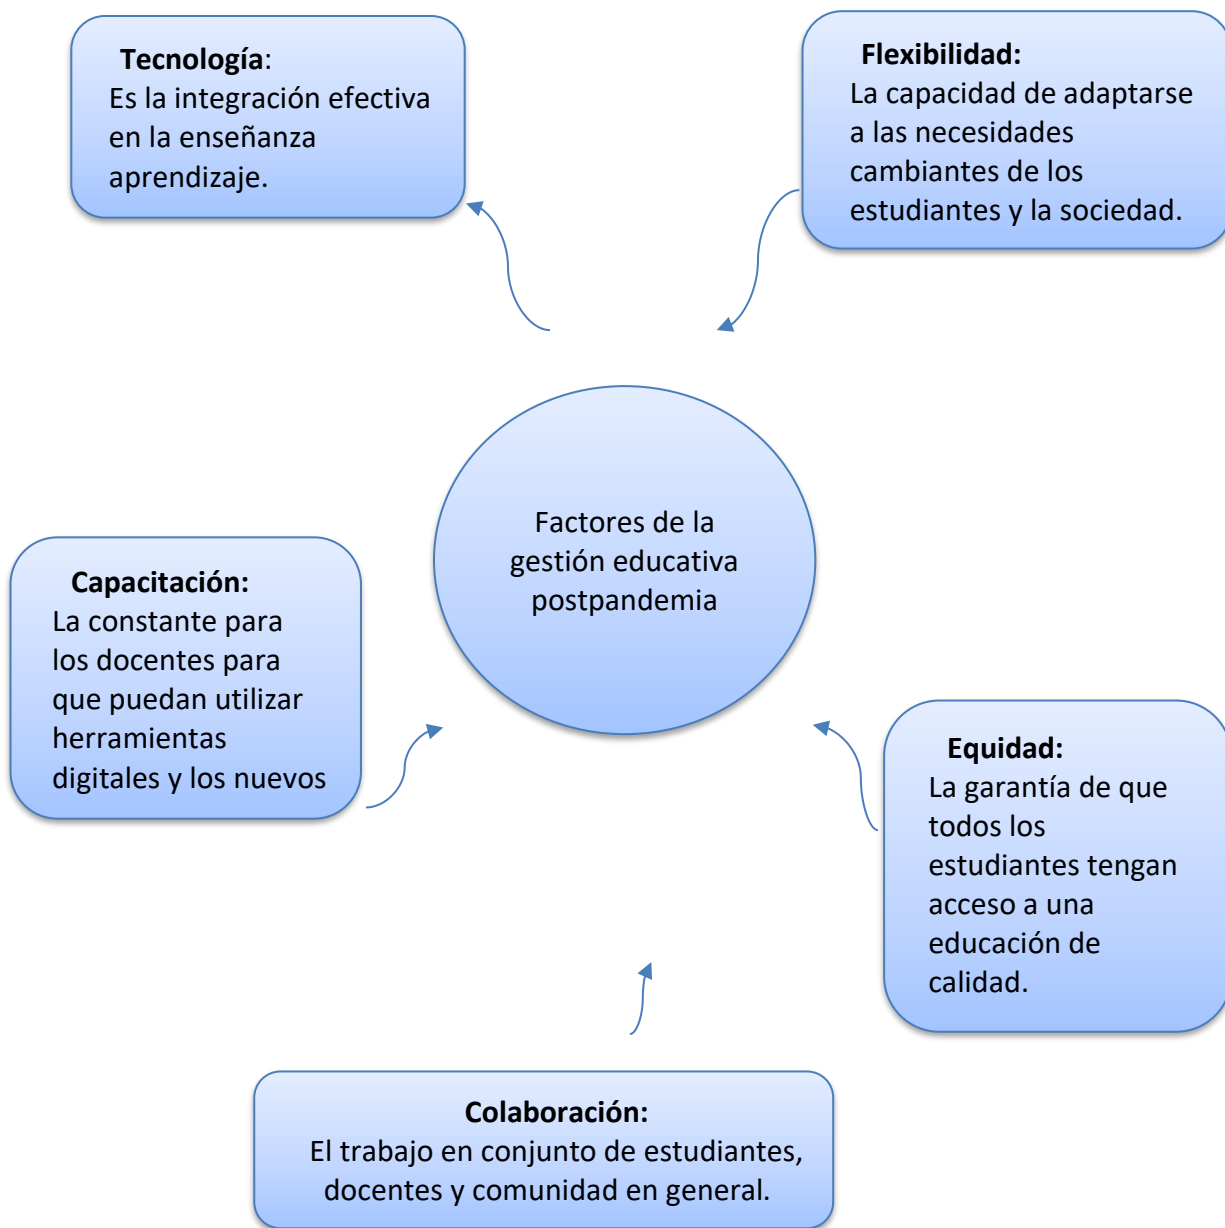 Tecnología:
Es la integración efectiva
en la enseñanza
aprendizaje.
Flexibilidad:
La capacidad de adaptarse
a las necesidades
cambiantes de los
estudiantes y la sociedad.
Factores de la
gestión educativa
postpandemia
Capacitación:
La constante para
los docentes para
que puedan utilizar
herramientas
digitales y los nuevos
Equidad:
La garantía de que
todos los
estudiantes tengan
acceso a una
educación de
calidad.
Colaboración:
El trabajo en conjunto de estudiantes,
docentes y comunidad en general.